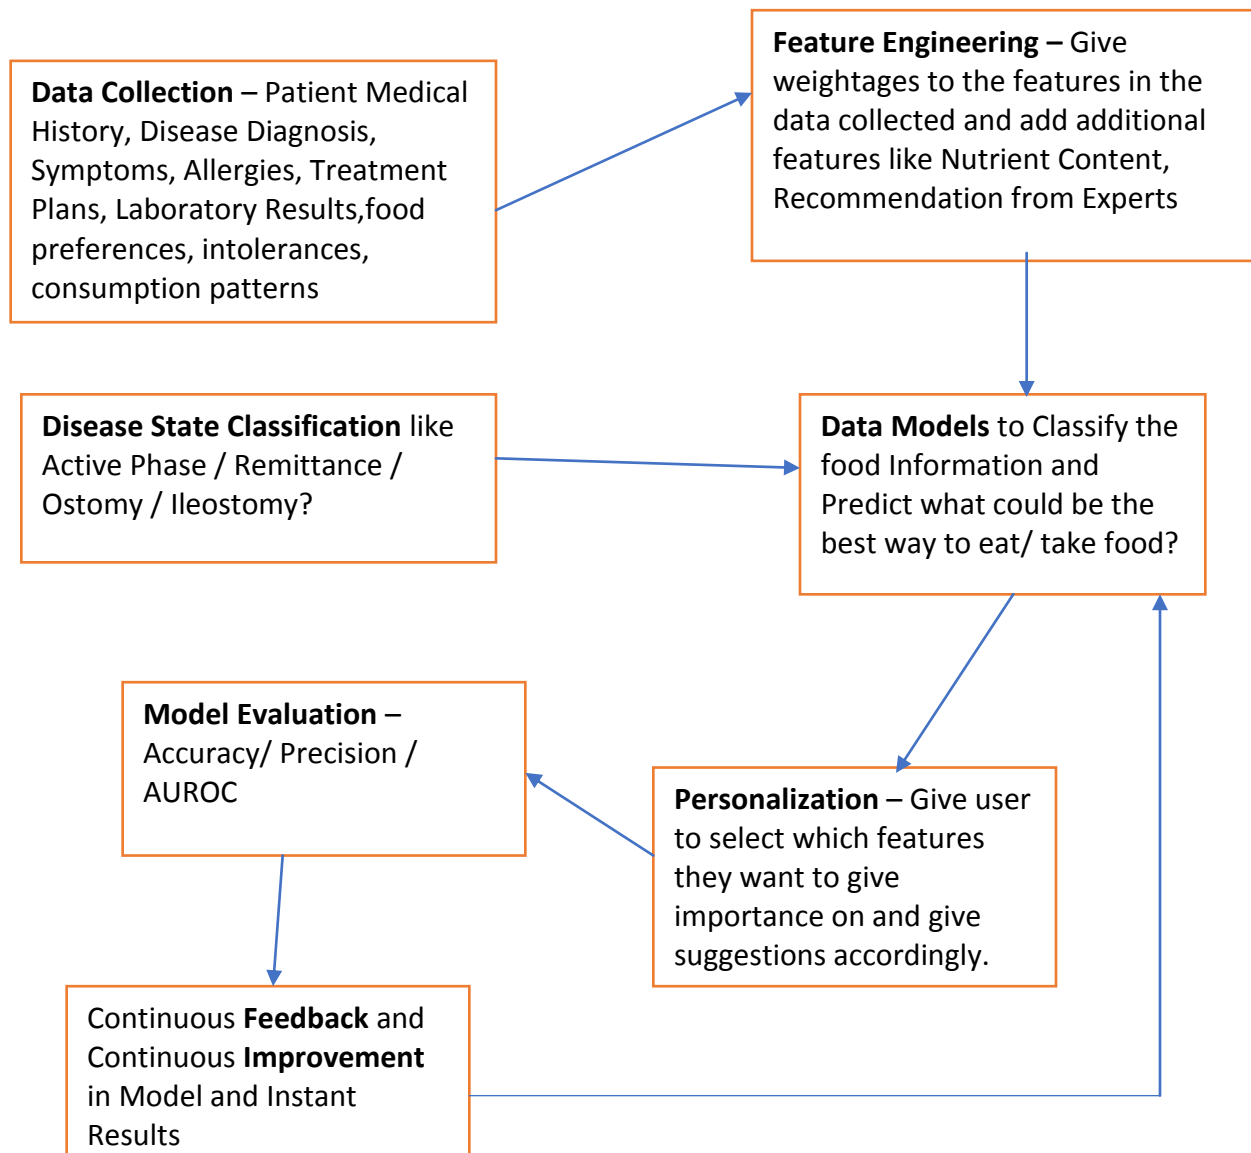 Data Collection – Patient Medical
History, Disease Diagnosis,
Symptoms, Allergies, Treatment
Plans, Laboratory Results,food
preferences, intolerances,
consumption patterns
Feature Engineering – Give
weightages to the features in the
data collected and add additional
features like Nutrient Content,
Recommendation from Experts
Disease State Classification like
Active Phase / Remittance /
Ostomy / Ileostomy?
Data Models to Classify the
food Information and
Predict what could be the
best way to eat/ take food?
Model Evaluation –
Accuracy/ Precision /
AUROC
Personalization – Give user
to select which features
they want to give
importance on and give
suggestions accordingly.
Continuous Feedback and
Continuous Improvement
in Model and Instant
Results